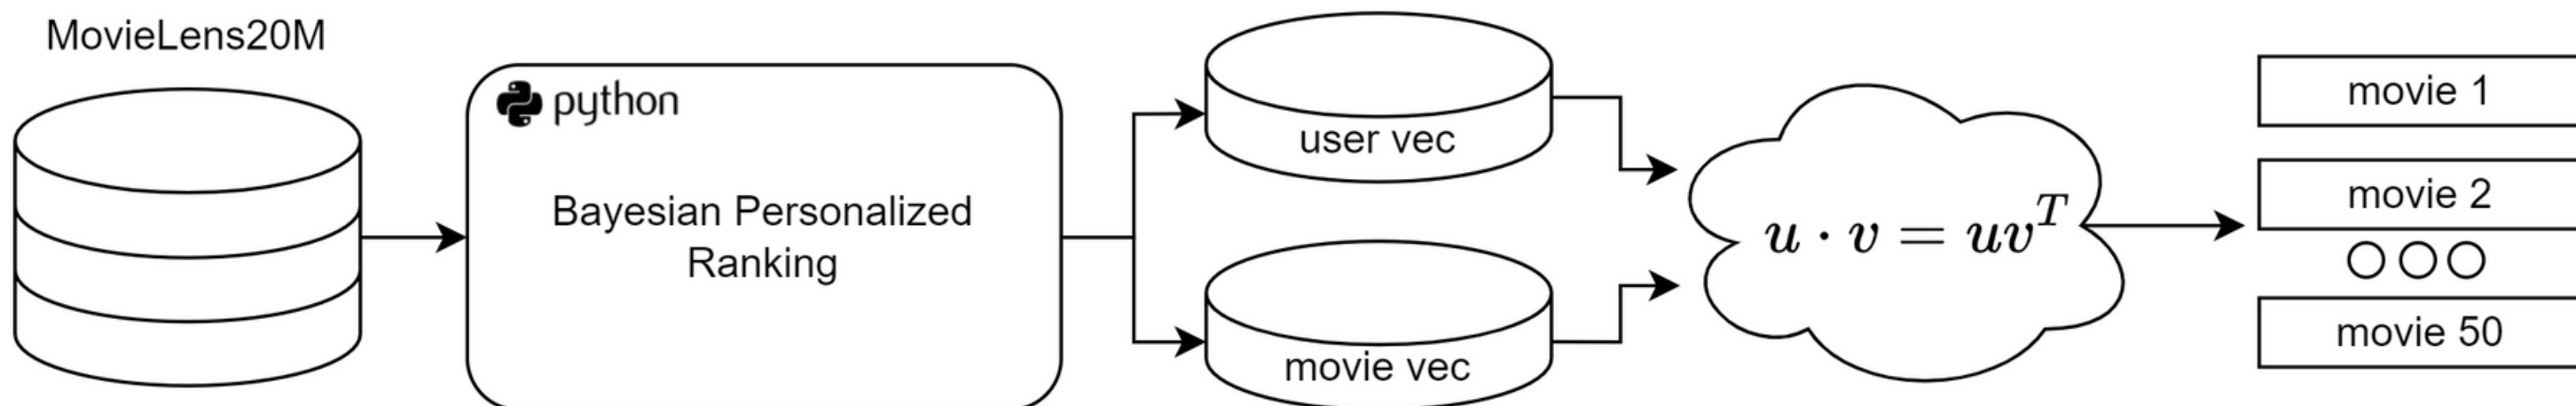 MovieLens20M
python
Bayesian Personalized
Ranking
user vec
movie vec
u · v = uv^T
movie 1
movie 2
movie 50